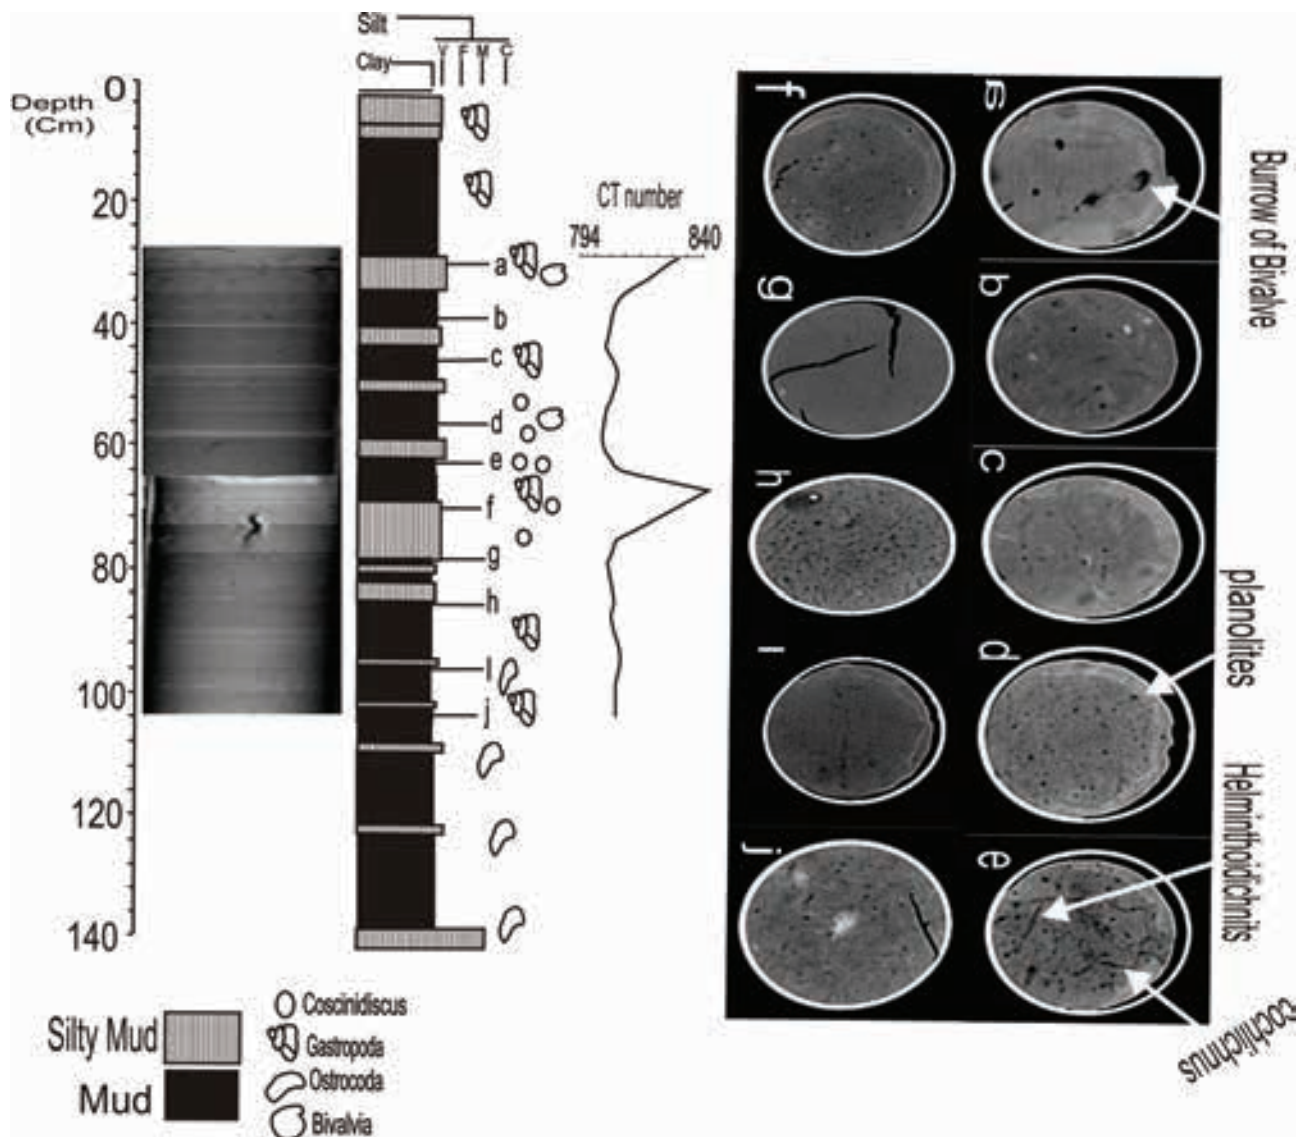 Silt
V F M C
Clay
Depth
(Cm)
0
20
40
60
80
100
120
140
a
b
c
d
e
f
g
h
I
j
CT number
794 840
f
a
g
b
h
c
I
d
j
e
Burrow of Bivalve
planolites
Helminthoidichnits
cochlichnus
Silty Mud
Mud
Coscinidiscus
Gastropoda
Ostrocoda
Bivalvia